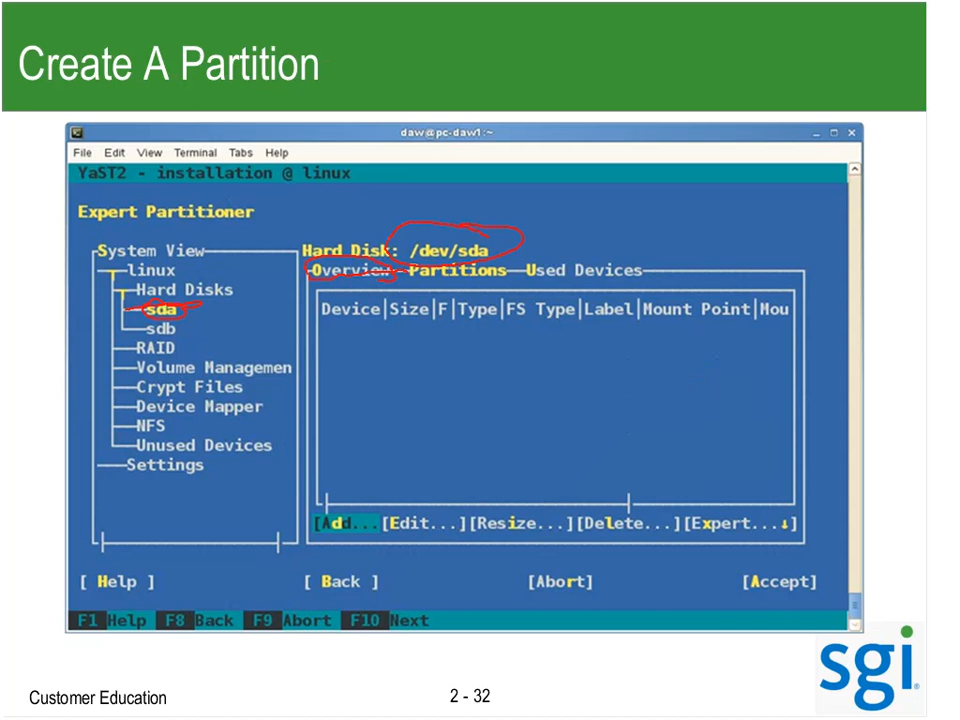 Create A Partition
daw@pc-daw1:~
File Edit View Terminal Tabs Help
YaST2 - installation @ linux
Expert Partitioner
System View
Hard Disk: /dev/sda
linux
Overview Partitions Used Devices
Hard Disks
sda
Device|Size|F|Type|FS Type|Label|Mount Point|Mou
sdb
RAID
Volume Managemen
Crypt Files
Device Mapper
NFS
Unused Devices
Settings
[Add...][Edit...][Resize...][Delete...][Expert...↓]
[ Help ] [ Back ] [Abort] [Accept]
F1 Help F8 Back F9 Abort F10 Next
sgi®
Customer Education 2 - 32